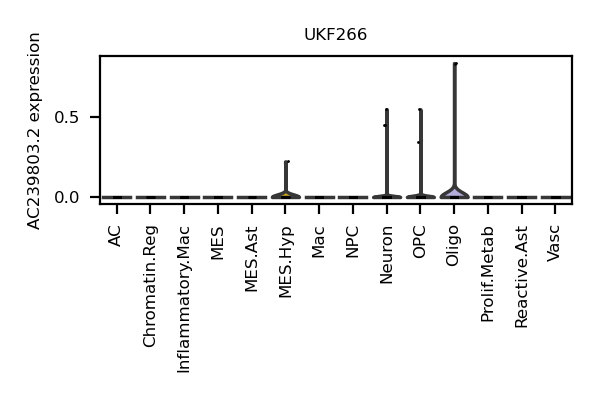 UKF266
AC239803.2 expression
0.5
0.0
AC
Chromatin.Reg
Inflammatory.Mac
MES
MES.Ast
MES.Hyp
Mac
NPC
Neuron
OPC
Oligo
Prolif.Metab
Reactive.Ast
Vasc